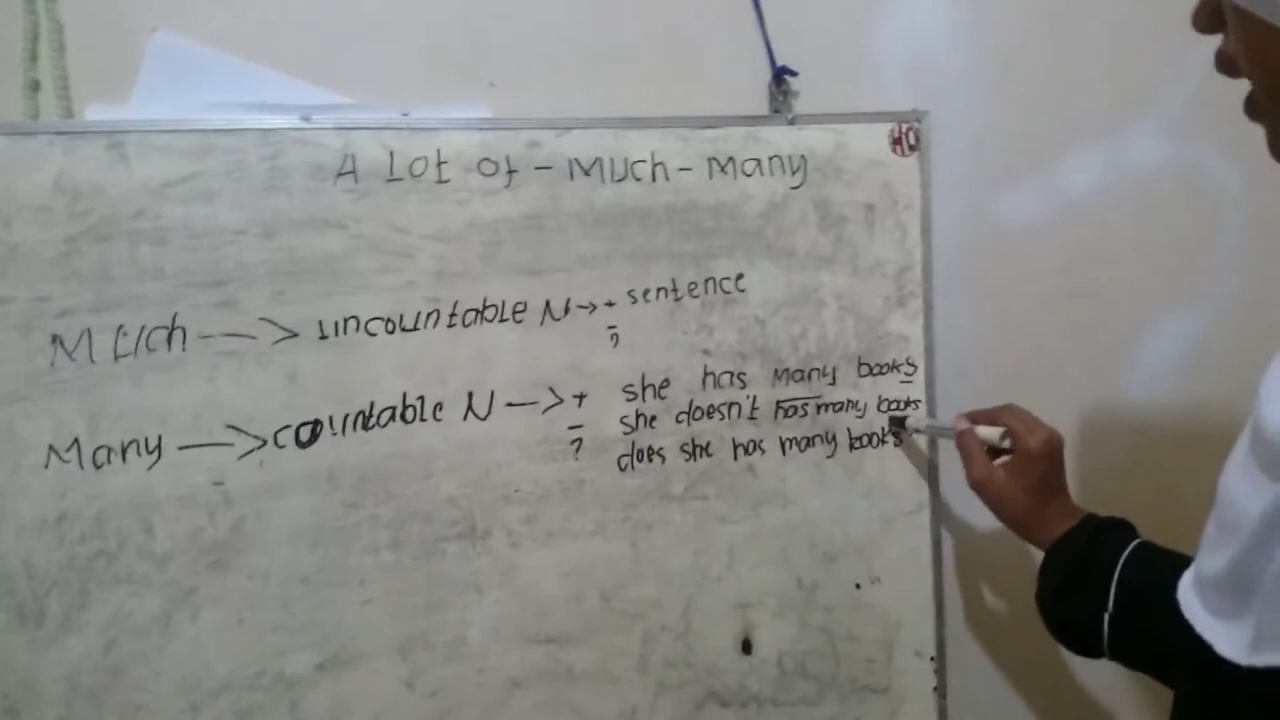 A Lot of - Much - Many
HQ
Much —> uncountable N -> + sentence
-
?
Many —> countable N —> + she has many books
- she doesn't has many books
? does she has many books